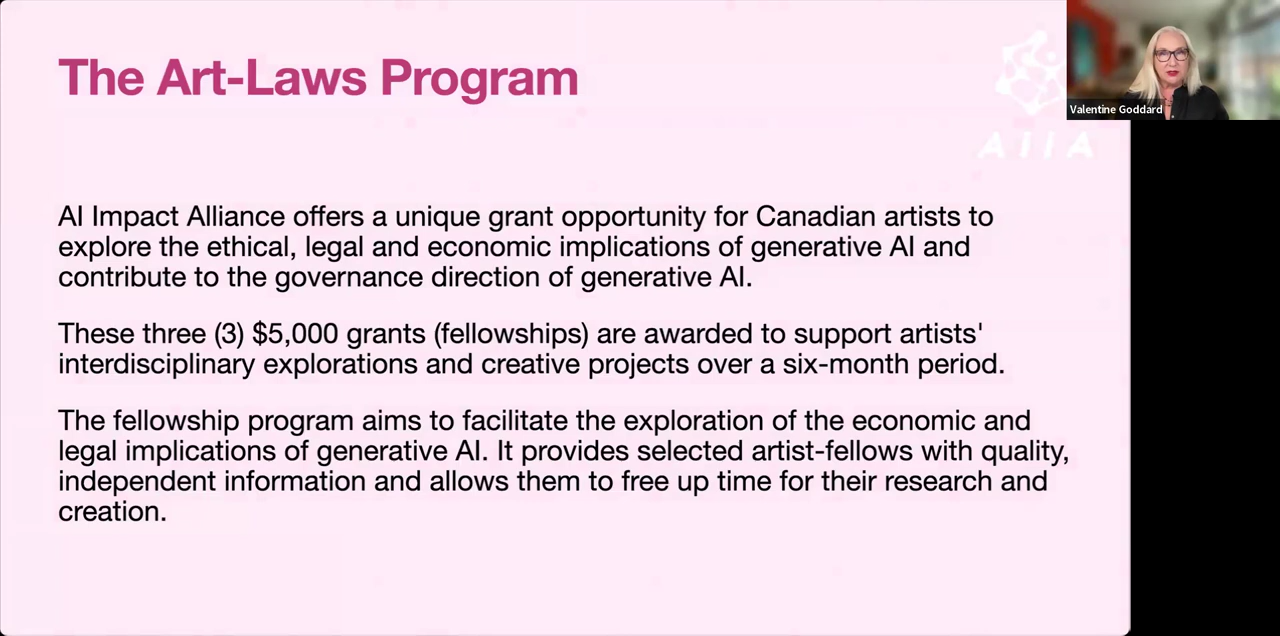 The Art-Laws Program
Valentine Goddard
AIIA
AI Impact Alliance offers a unique grant opportunity for Canadian artists to
explore the ethical, legal and economic implications of generative AI and
contribute to the governance direction of generative AI.
These three (3) $5,000 grants (fellowships) are awarded to support artists'
interdisciplinary explorations and creative projects over a six-month period.
The fellowship program aims to facilitate the exploration of the economic and
legal implications of generative AI. It provides selected artist-fellows with quality,
independent information and allows them to free up time for their research and
creation.